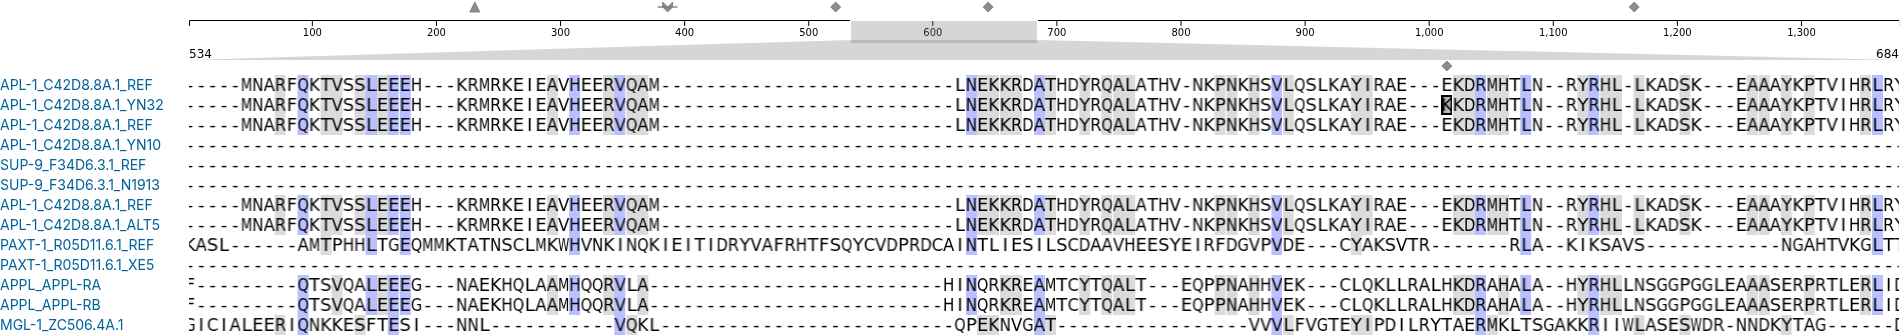 100 200 300 400 500 600 700 800 900 1,000 1,100 1,200 1,300
534 684
APL-1_C42D8.8A.1_REF -----MNARFQKTVSSLEEEH---KRMRKEIEAVHEERVQAM-------------------------LNEKKRDATHDYRQALATHV-NKPNKHSVLQSLKAYIRAE---EKDRMHTLN--RYRHL-LKADSK---EAAAYKPTVIHRLRY
APL-1_C42D8.8A.1_YN32 -----MNARFQKTVSSLEEEH---KRMRKEIEAVHEERVQAM-------------------------LNEKKRDATHDYRQALATHV-NKPNKHSVLQSLKAYIRAE---KKDRMHTLN--RYRHL-LKADSK---EAAAYKPTVIHRLRY
APL-1_C42D8.8A.1_REF -----MNARFQKTVSSLEEEH---KRMRKEIEAVHEERVQAM-------------------------LNEKKRDATHDYRQALATHV-NKPNKHSVLQSLKAYIRAE---EKDRMHTLN--RYRHL-LKADSK---EAAAYKPTVIHRLRY
APL-1_C42D8.8A.1_YN10 ------------------------------------------------------------------------------------------------------------------------------------------------------
SUP-9_F34D6.3.1_REF ------------------------------------------------------------------------------------------------------------------------------------------------------
SUP-9_F34D6.3.1_N1913 ------------------------------------------------------------------------------------------------------------------------------------------------------
APL-1_C42D8.8A.1_REF -----MNARFQKTVSSLEEEH---KRMRKEIEAVHEERVQAM-------------------------LNEKKRDATHDYRQALATHV-NKPNKHSVLQSLKAYIRAE---EKDRMHTLN--RYRHL-LKADSK---EAAAYKPTVIHRLRY
APL-1_C42D8.8A.1_ALT5 -----MNARFQKTVSSLEEEH---KRMRKEIEAVHEERVQAM-------------------------LNEKKRDATHDYRQALATHV-NKPNKHSVLQSLKAYIRAE---EKDRMHTLN--RYRHL-LKADSK---EAAAYKPTVIHRLRY
PAXT-1_R05D11.6.1_REF KASL------AMTPHHLTGEQMMKTATNSCLMKWHVNKINQKIEITIDRYVAFRHTFSQYCVDPRDCAINTLIESILSCDAAVHEESYEIRFDGVPVDE---CYAKSVTR-------RLA--KIKSAVS------------NGAHTVKGLTT
PAXT-1_R05D11.6.1_XE5 ------------------------------------------------------------------------------------------------------------------------------------------------------
APPL_APPL-RA F---------QTSVQALEEEG---NAEKHQLAAMHQQRVLA--------------------------HINQRKREAMTCYTQALT---EQPPNAHHVEK---CLQKLLRALHKDRAHALA--HYRHLLNSGGPGGLEAAASERPRTLERLID
APPL_APPL-RB F---------QTSVQALEEEG---NAEKHQLAAMHQQRVLA--------------------------HINQRKREAMTCYTQALT---EQPPNAHHVEK---CLQKLLRALHKDRAHALA--HYRHLLNSGGPGGLEAAASERPRTLERLID
MGL-1_ZC506.4A.1 GICIALEERIQNKKESFTESI---NNL-----------VQKL-------------------------QPEKNVGAT----------------VVVLFVGTEYIPDILRYTAERMKLTSGAKKRIIWLASESWDR-NNDKYTAG------